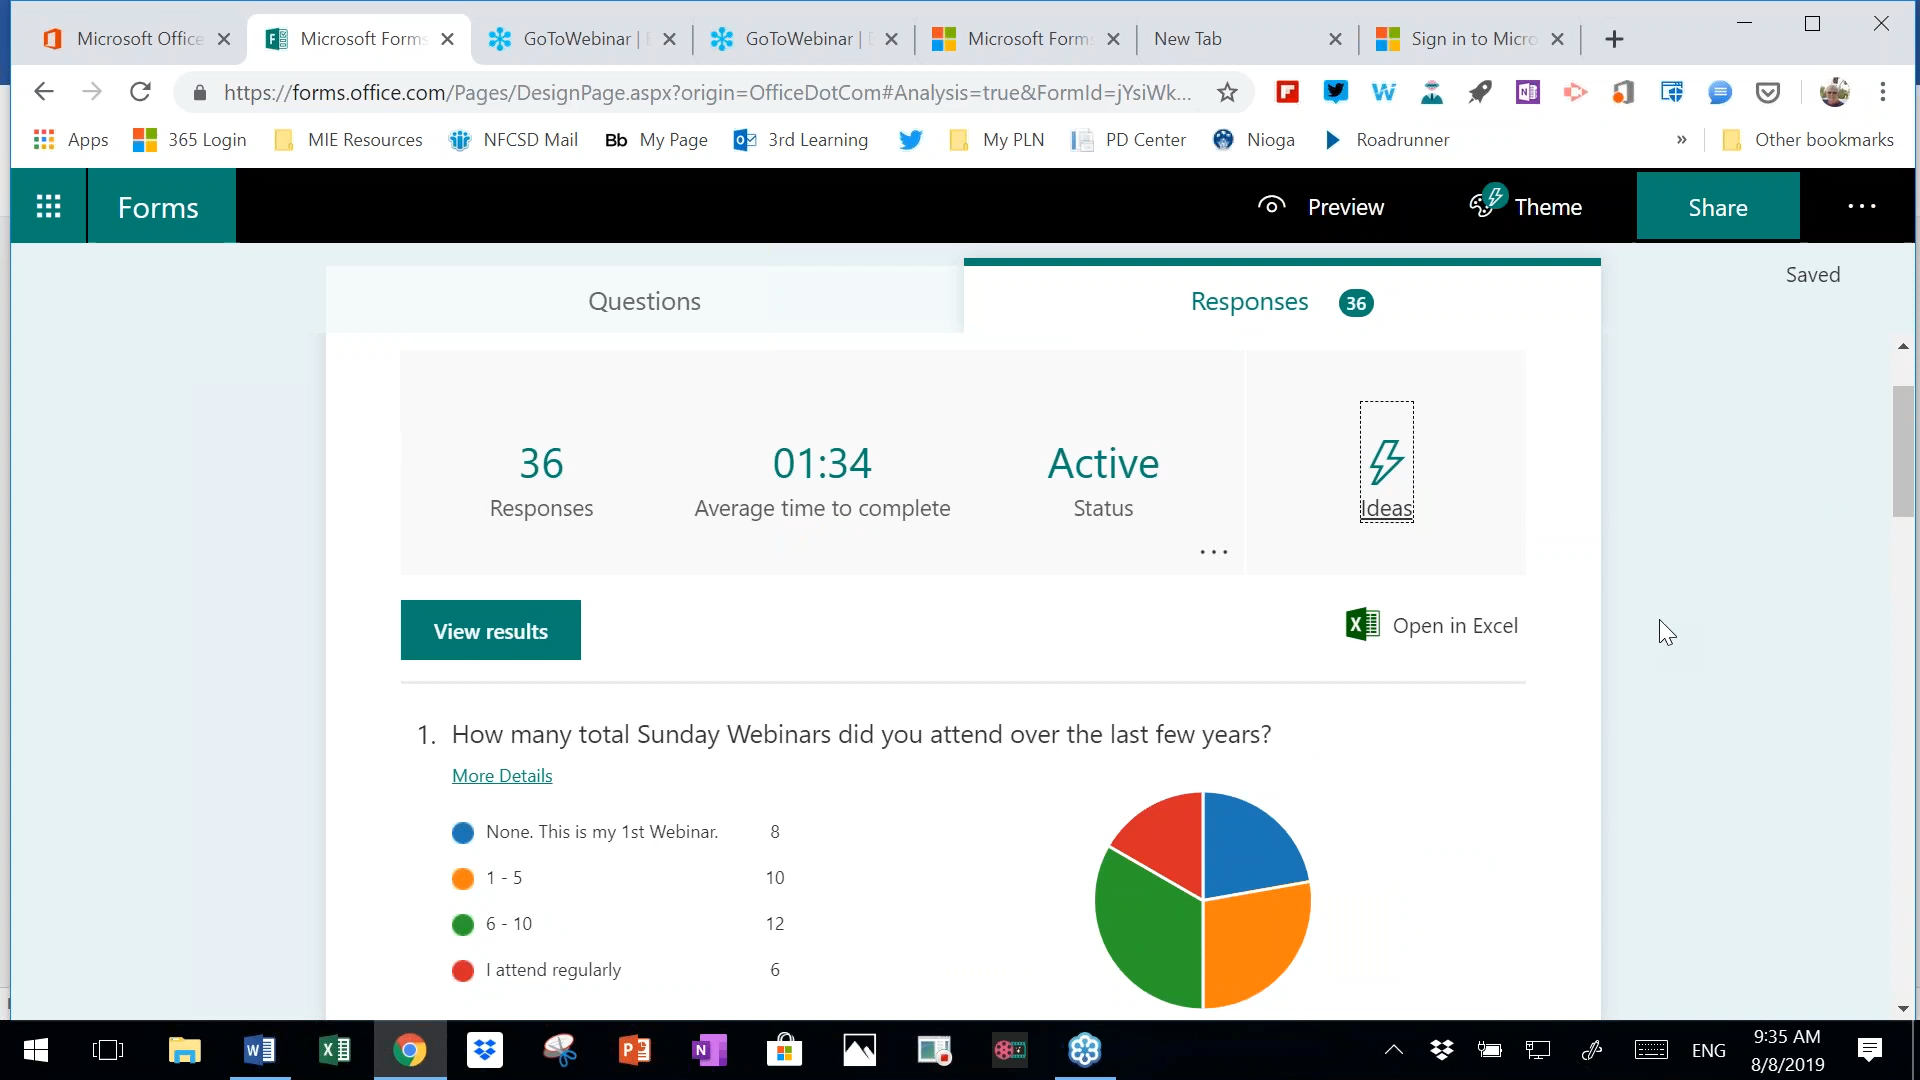 Microsoft Office
Microsoft Forms
GoToWebinar |
GoToWebinar |
Microsoft Forms
New Tab
Sign in to Micro
https://forms.office.com/Pages/DesignPage.aspx?origin=OfficeDotCom#Analysis=true&FormId=jYsiWk...
Apps
365 Login
MIE Resources
NFCSD Mail
Bb My Page
3rd Learning
My PLN
PD Center
Nioga
Roadrunner
»
Other bookmarks
Forms
Preview
Theme
Share
...
Questions
Responses 36
Saved
36
Responses
01:34
Average time to complete
Active
Status
...
Ideas
View results
Open in Excel
1. How many total Sunday Webinars did you attend over the last few years?
More Details
None. This is my 1st Webinar. 8
1 - 5 10
6 - 10 12
I attend regularly 6
ENG
9:35 AM
8/8/2019